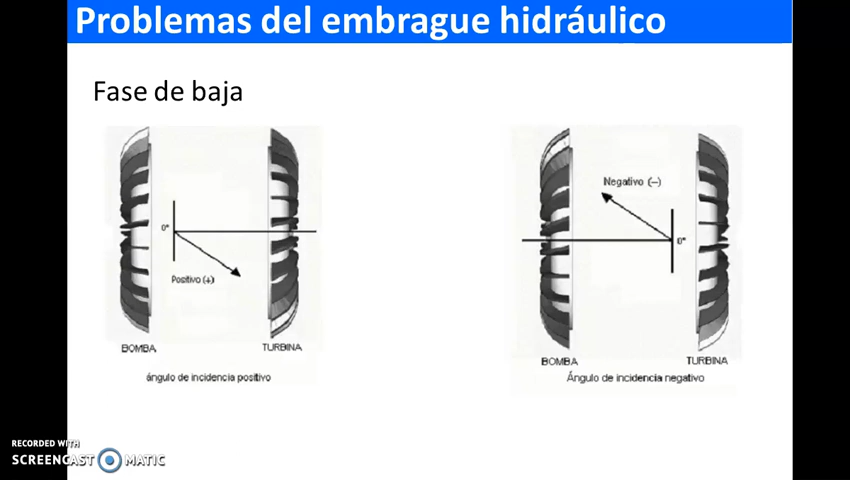 Problemas del embrague hidráulico
Fase de baja
0°
Positivo (+)
BOMBA
TURBINA
ángulo de incidencia positivo
Negativo (–)
0°
BOMBA
TURBINA
Ángulo de incidencia negativo
RECORDED WITH
SCREENCAST MATIC